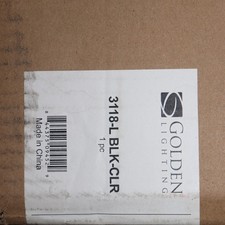 GOLDEN
LIGHTING
3118-L BLK-CLR
1 pc
Made in China